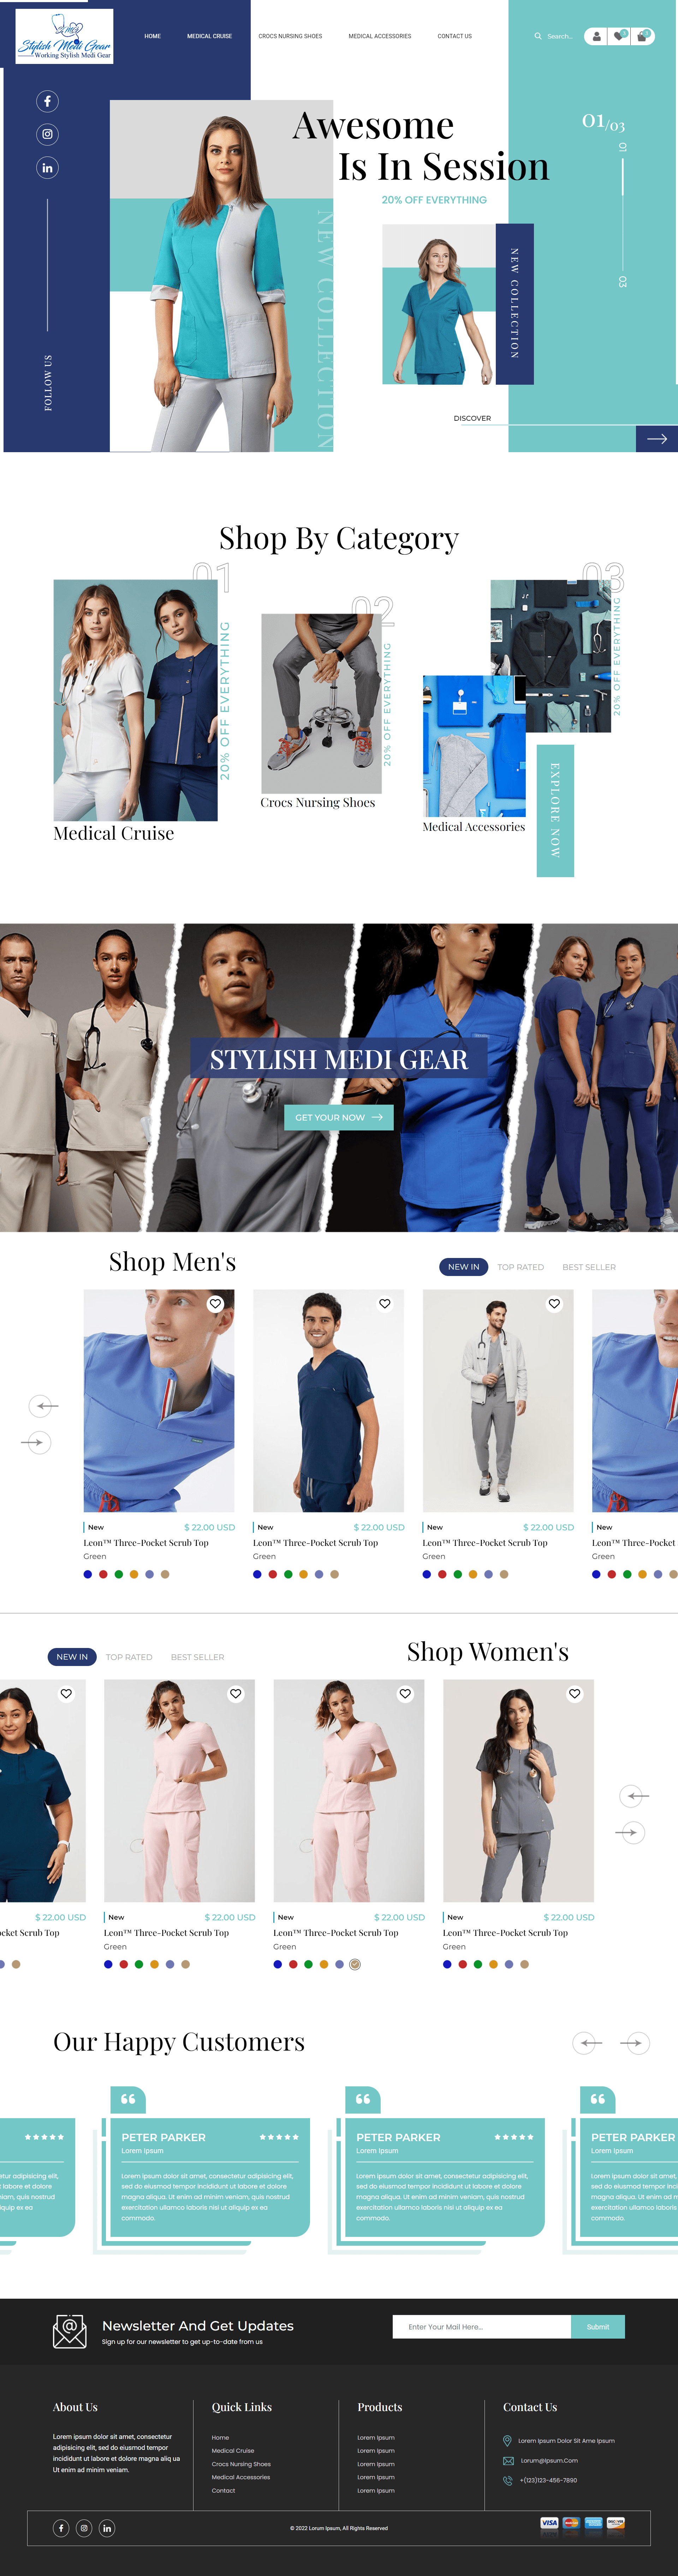 SMG
Stylish Medi Gear
Working Stylish Medi Gear
HOME
MEDICAL CRUISE
CROCS NURSING SHOES
MEDICAL ACCESSORIES
CONTACT US
Search...
01/03
01
03
FOLLOW US
NEW COLLECTION
Awesome
Is In Session
20% OFF EVERYTHING
NEW COLLECTION
DISCOVER
Shop By Category
01
20% OFF EVERYTHING
Medical Cruise
02
20% OFF EVERYTHING
Crocs Nursing Shoes
03
20% OFF EVERYTHING
Medical Accessories
EXPLORE NOW
STYLISH MEDI GEAR
GET YOUR NOW
Shop Men's
NEW IN TOP RATED BEST SELLER
New $ 22.00 USD
Leon™ Three-Pocket Scrub Top
Green
New $ 22.00 USD
Leon™ Three-Pocket Scrub Top
Green
New $ 22.00 USD
Leon™ Three-Pocket Scrub Top
Green
New
Leon™ Three-Pocket
Green
NEW IN TOP RATED BEST SELLER
Shop Women's
$ 22.00 USD
cket Scrub Top
New $ 22.00 USD
Leon™ Three-Pocket Scrub Top
Green
New $ 22.00 USD
Leon™ Three-Pocket Scrub Top
Green
New $ 22.00 USD
Leon™ Three-Pocket Scrub Top
Green
Our Happy Customers
etur adipisicing elit,
t labore et dolore
niam, quis nostrud
aliquip ex ea
PETER PARKER
Lorem Ipsum
Lorem ipsum dolor sit amet, consectetur adipisicing elit,
sed do eiusmod tempor incididunt ut labore et dolore
magna aliqua. Ut enim ad minim veniam, quis nostrud
exercitation ullamco laboris nisi ut aliquip ex ea
commodo.
PETER PARKER
Lorem Ipsum
Lorem ipsum dolor sit amet, consectetur adipisicing elit,
sed do eiusmod tempor incididunt ut labore et dolore
magna aliqua. Ut enim ad minim veniam, quis nostrud
exercitation ullamco laboris nisi ut aliquip ex ea
commodo.
PETER PARKER
Lorem Ipsum
Lorem ipsum dolor sit amet, c
sed do eiusmod tempor inci
magna aliqua. Ut enim ad m
exercitation ullamco laboris
commodo.
Newsletter And Get Updates
Sign up for our newsletter to get up-to-date from us
Enter Your Mail Here...
Submit
About Us
Lorem ipsum dolor sit amet, consectetur
adipisicing elit, sed do eiusmod tempor
incididunt ut labore et dolore magna aliq ua
Ut enim ad minim veniam.
Quick Links
Home
Medical Cruise
Crocs Nursing Shoes
Medical Accessories
Contact
Products
Lorem Ipsum
Lorem Ipsum
Lorem Ipsum
Lorem Ipsum
Lorem Ipsum
Contact Us
Lorem Ipsum Dolor Sit Ame Ipsum
Lorum@Ipsum.Com
+(123)123-456-7890
© 2022 Lorum Ipsum, All Rights Reserved
VISA